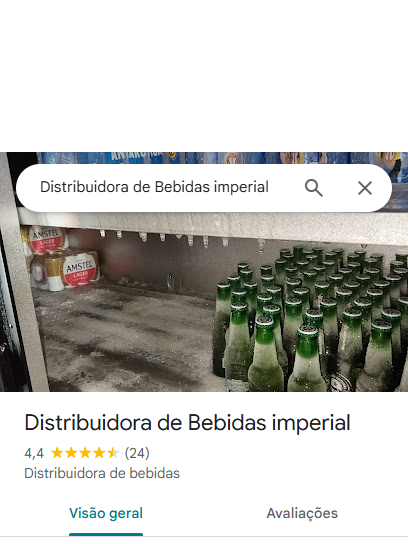 ANTARCTICA
Distribuidora de Bebidas imperial
AMSTEL
LAGER
AMSTEL
LAGER
Distribuidora de Bebidas imperial
4,4 (24)
Distribuidora de bebidas
Visão geral
Avaliações